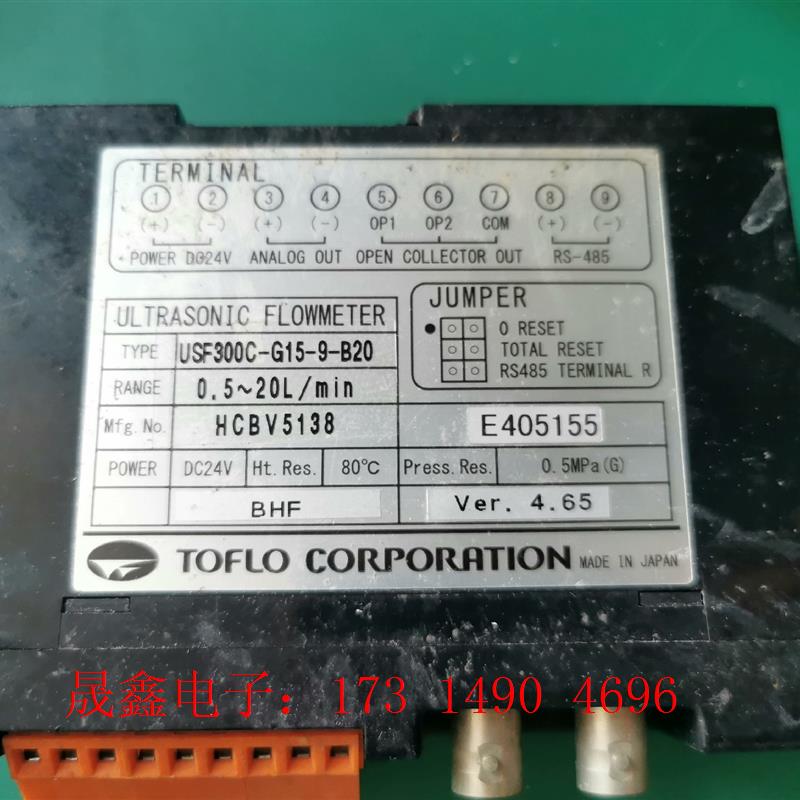 TERMINAL
1 2 3 4 5 6 7 8 9
(+) (-) (+) (-) OP1 OP2 COM (+) (-)
POWER DC24V ANALOG OUT OPEN COLLECTOR OUT RS-485
JUMPER
0 RESET
TOTAL RESET
RS485 TERMINAL R
ULTRASONIC FLOWMETER
TYPE USF300C-G15-9-B20
RANGE 0.5~20L/min
Mfg.No. HCBV5138 E405155
POWER DC24V Ht.Res. 80℃ Press.Res. 0.5MPa(G)
BHF Ver. 4.65
TOFLO CORPORATION MADE IN JAPAN
晟鑫电子：173 1490 4696